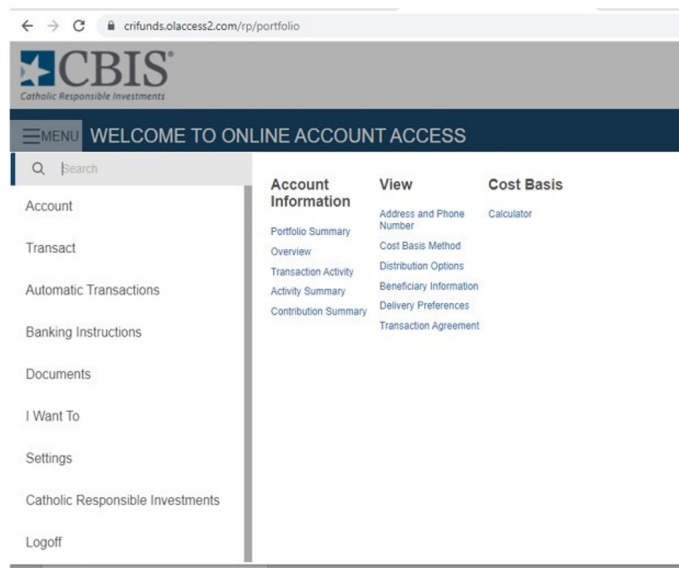 crifunds.olaccess2.com/rp/portfolio
CBIS®
Catholic Responsible Investments
MENU WELCOME TO ONLINE ACCOUNT ACCESS
Search
Account
Transact
Automatic Transactions
Banking Instructions
Documents
I Want To
Settings
Catholic Responsible Investments
Logoff
Account
Information
Portfolio Summary
Overview
Transaction Activity
Activity Summary
Contribution Summary
View
Address and Phone
Number
Cost Basis Method
Distribution Options
Beneficiary Information
Delivery Preferences
Transaction Agreement
Cost Basis
Calculator